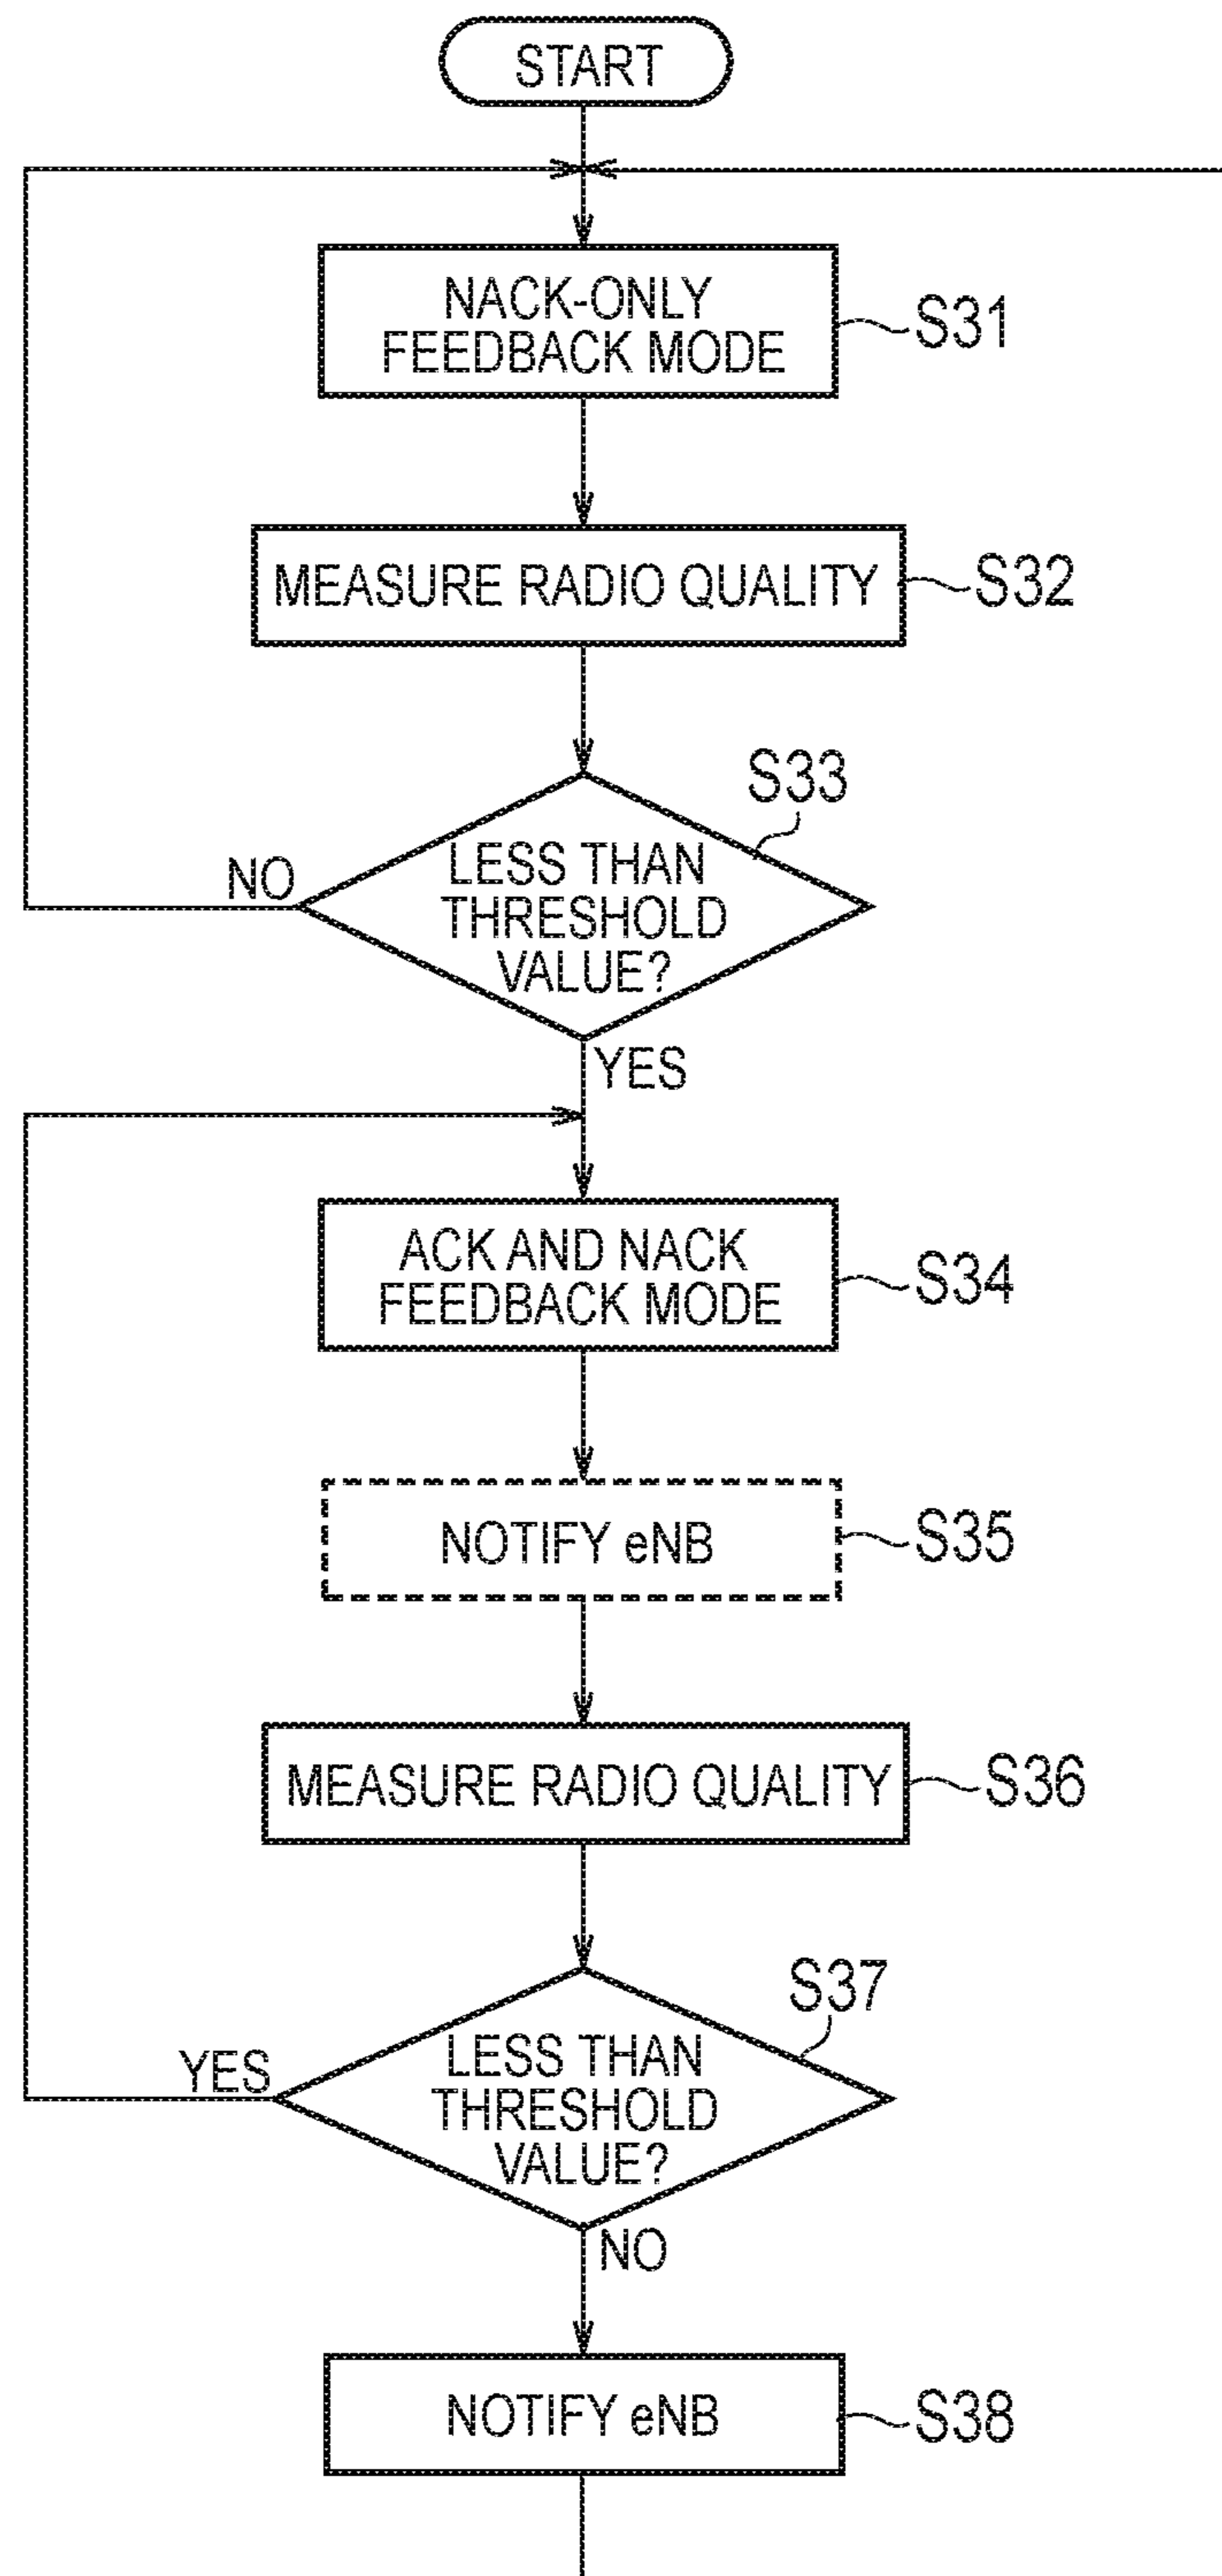 START
NACK-ONLY
FEEDBACK MODE
S31
MEASURE RADIO QUALITY
S32
S33
LESS THAN
THRESHOLD
VALUE?
NO
YES
ACK AND NACK
FEEDBACK MODE
S34
NOTIFY eNB
S35
MEASURE RADIO QUALITY
S36
S37
LESS THAN
THRESHOLD
VALUE?
YES
NO
NOTIFY eNB
S38